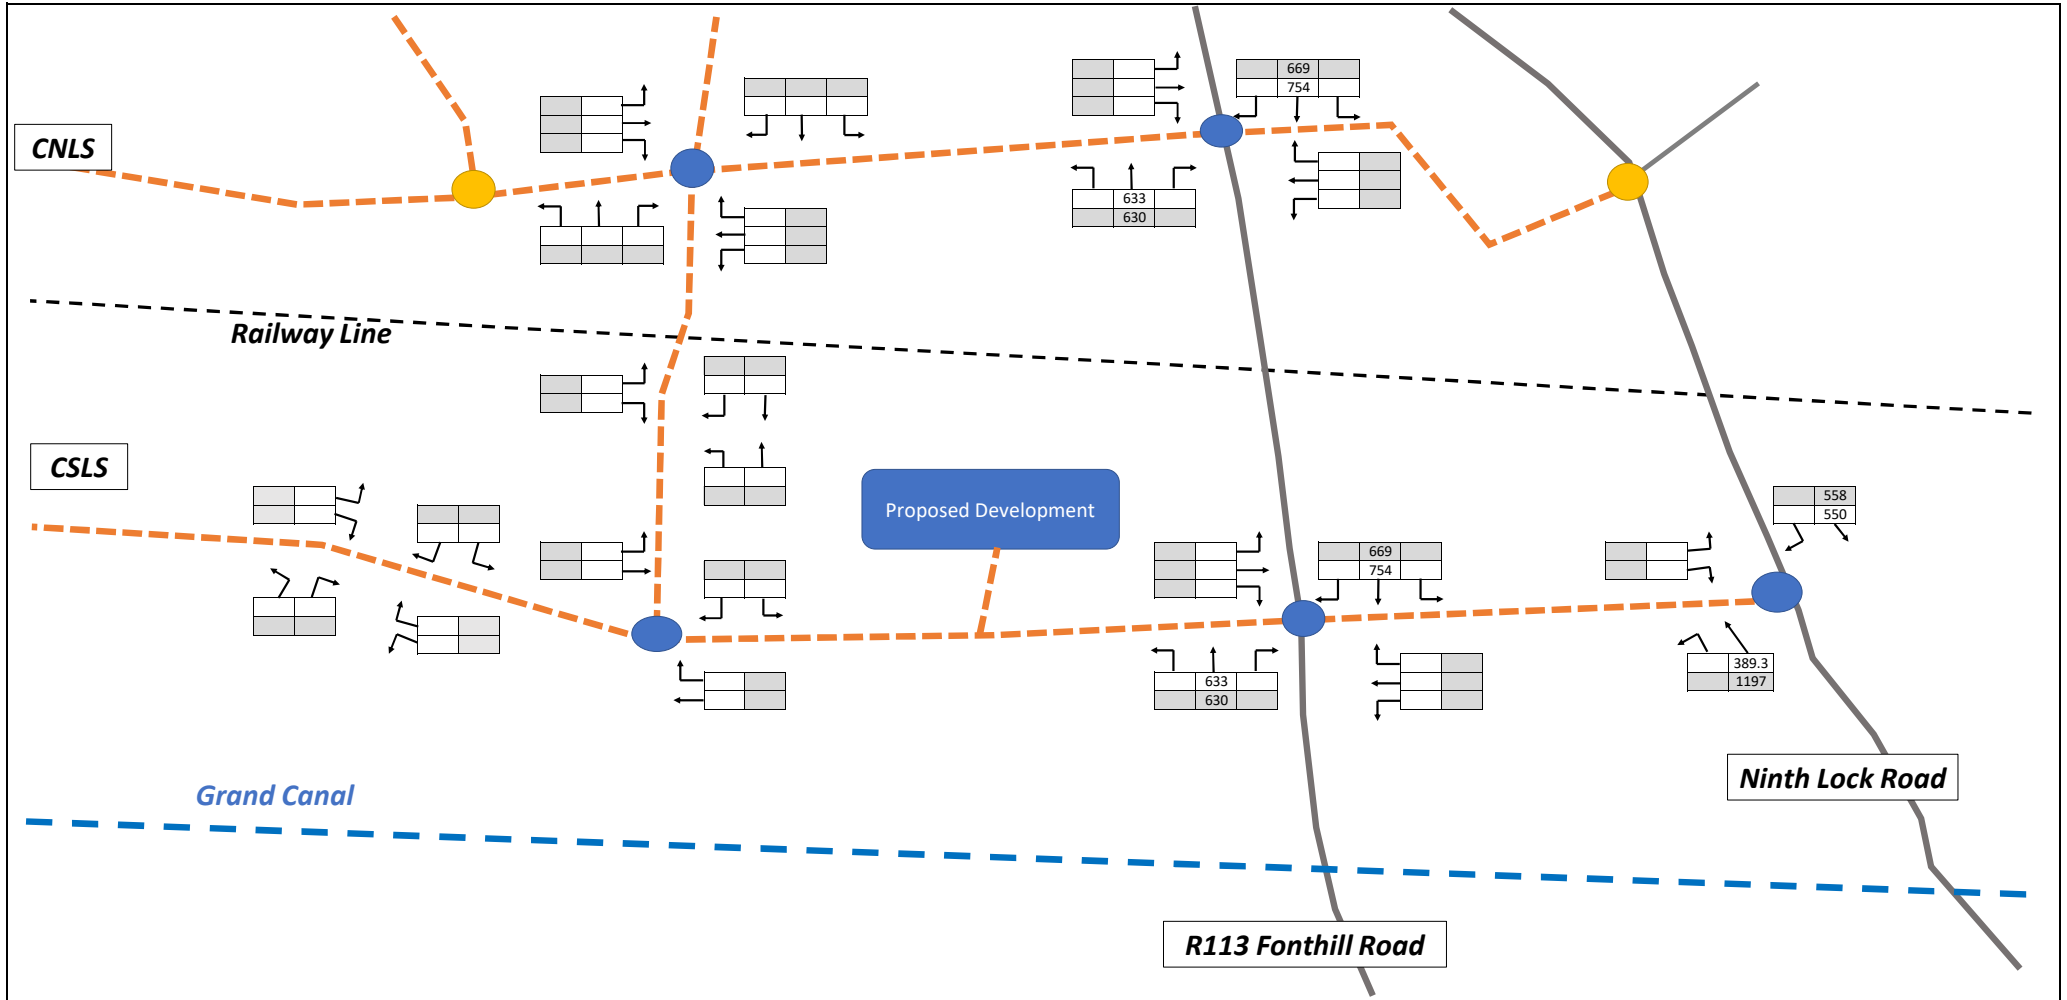 669
754
CNLS
633
630
Railway Line
CSLS
Proposed Development
558
550
669
754
633
630
389.3
1197
Ninth Lock Road
Grand Canal
R113 Fonthill Road